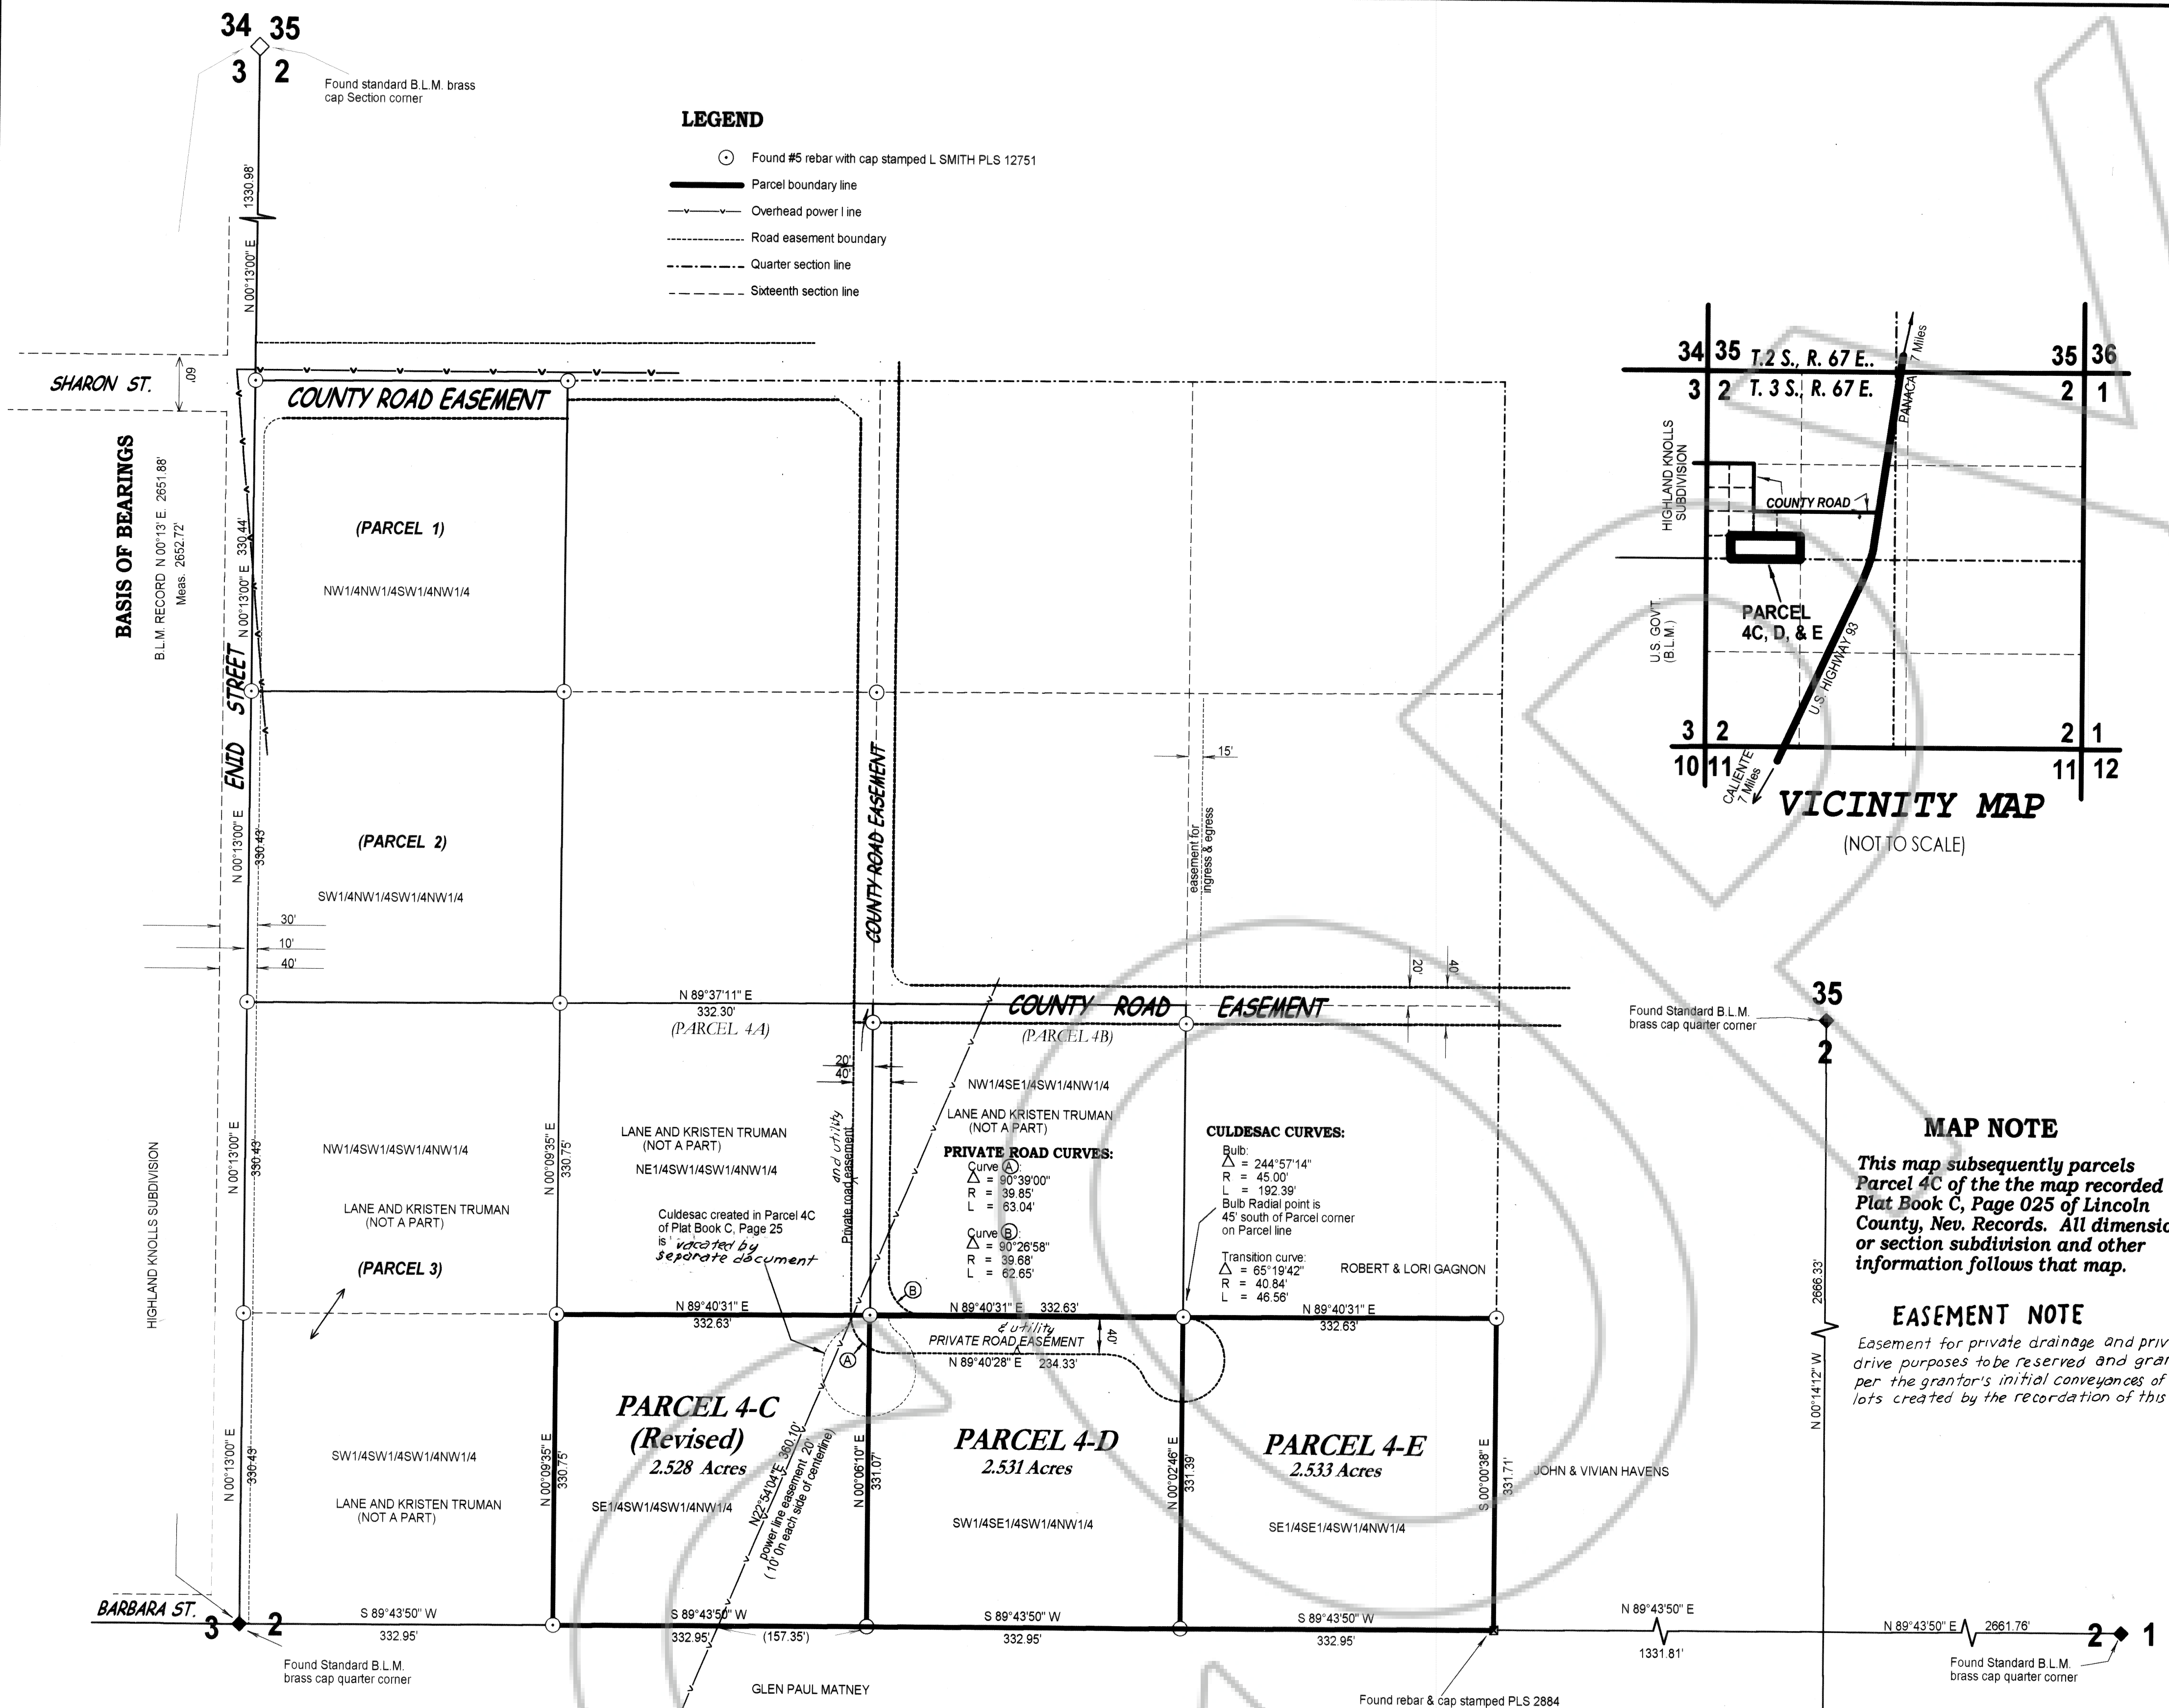 34 35
3 2
Found standard B.L.M. brass
cap Section corner
1330.98'
N 00°13'00" E
LEGEND
Found #5 rebar with cap stamped L SMITH PLS 12751
Parcel boundary line
Overhead power line
Road easement boundary
Quarter section line
Sixteenth section line
SHARON ST.
60'
COUNTY ROAD EASEMENT
BASIS OF BEARINGS
B.L.M. RECORD N 00°13' E. 2651.88'
Meas. 2652.72'
ENID STREET
N 00°13'00" E 330.44'
(PARCEL 1)
NW1/4NW1/4SW1/4NW1/4
N 00°13'00" E
330.43'
(PARCEL 2)
SW1/4NW1/4SW1/4NW1/4
30'
10'
40'
COUNTY ROAD EASEMENT
15'
easement for
ingress & egress
34 35 T.2 S., R. 67 E..
35 36
3 2 T. 3 S., R. 67 E.
2 1
PANACA 7 Miles
HIGHLAND KNOLLS
SUBDIVISION
COUNTY ROAD
U.S. GOVT.
(B.L.M.)
PARCEL
4C, D, & E
U.S. HIGHWAY 93
3 2
10 11
2 1
11 12
CALIENTE
7 Miles
VICINITY MAP
(NOT TO SCALE)
N 89°37'11" E
332.30'
(PARCEL 4A)
COUNTY ROAD EASEMENT
20'
40'
(PARCEL 4B)
20'
40'
NW1/4SE1/4SW1/4NW1/4
LANE AND KRISTEN TRUMAN
(NOT A PART)
PRIVATE ROAD CURVES:
Curve A:
Δ = 90°39'00"
R = 39.85'
L = 63.04'
Curve B:
Δ = 90°26'58"
R = 39.68'
L = 62.65'
CULDESAC CURVES:
Bulb:
Δ = 244°57'14"
R = 45.00'
L = 192.39'
Bulb Radial point is
45' south of Parcel corner
on Parcel line
Transition curve:
Δ = 65°19'42"
R = 40.84'
L = 46.56'
ROBERT & LORI GAGNON
HIGHLAND KNOLLS SUBDIVISION
N 00°13'00" E
330.43'
NW1/4SW1/4SW1/4NW1/4
LANE AND KRISTEN TRUMAN
(NOT A PART)
(PARCEL 3)
N 00°09'35" E
330.75'
LANE AND KRISTEN TRUMAN
(NOT A PART)
NE1/4SW1/4SW1/4NW1/4
and utility
Private road easement
Culdesac created in Parcel 4C
of Plat Book C, Page 25
is vacated by
separate document
B
N 89°40'31" E
332.63'
N 89°40'31" E 332.63'
N 89°40'31" E
332.63'
& utility
PRIVATE ROAD EASEMENT
40'
A
N 89°40'28" E 234.33'
PARCEL 4-C
(Revised)
2.528 Acres
SE1/4SW1/4SW1/4NW1/4
N22°54'04"E 360.10'
power line easement 20'
( 10' On each side of centerline)
PARCEL 4-D
2.531 Acres
SW1/4SE1/4SW1/4NW1/4
PARCEL 4-E
2.533 Acres
SE1/4SE1/4SW1/4NW1/4
N 00°13'00" E
330.43'
SW1/4SW1/4SW1/4NW1/4
LANE AND KRISTEN TRUMAN
(NOT A PART)
N 00°09'35" E
330.75'
N 00°06'10" E
331.07'
N 00°02'46" E
331.39'
S 00°00'38" E
331.71'
JOHN & VIVIAN HAVENS
35
2
Found Standard B.L.M.
brass cap quarter corner
2666.33'
N 00°14'12" W
MAP NOTE
This map subsequently parcels
Parcel 4C of the the map recorded
Plat Book C, Page 025 of Lincoln
County, Nev. Records. All dimensio
or section subdivision and other
information follows that map.
EASEMENT NOTE
Easement for private drainage and priv
drive purposes to be reserved and gran
per the grantor's initial conveyances of
lots created by the recordation of this
BARBARA ST.
3 2
S 89°43'50" W
332.95'
S 89°43'50" W
332.95' (157.35')
S 89°43'50" W
332.95'
S 89°43'50" W
332.95'
N 89°43'50" E
1331.81'
N 89°43'50" E 2661.76'
2 1
Found Standard B.L.M.
brass cap quarter corner
GLEN PAUL MATNEY
Found rebar & cap stamped PLS 2884
Found Standard B.L.M.
brass cap quarter corner